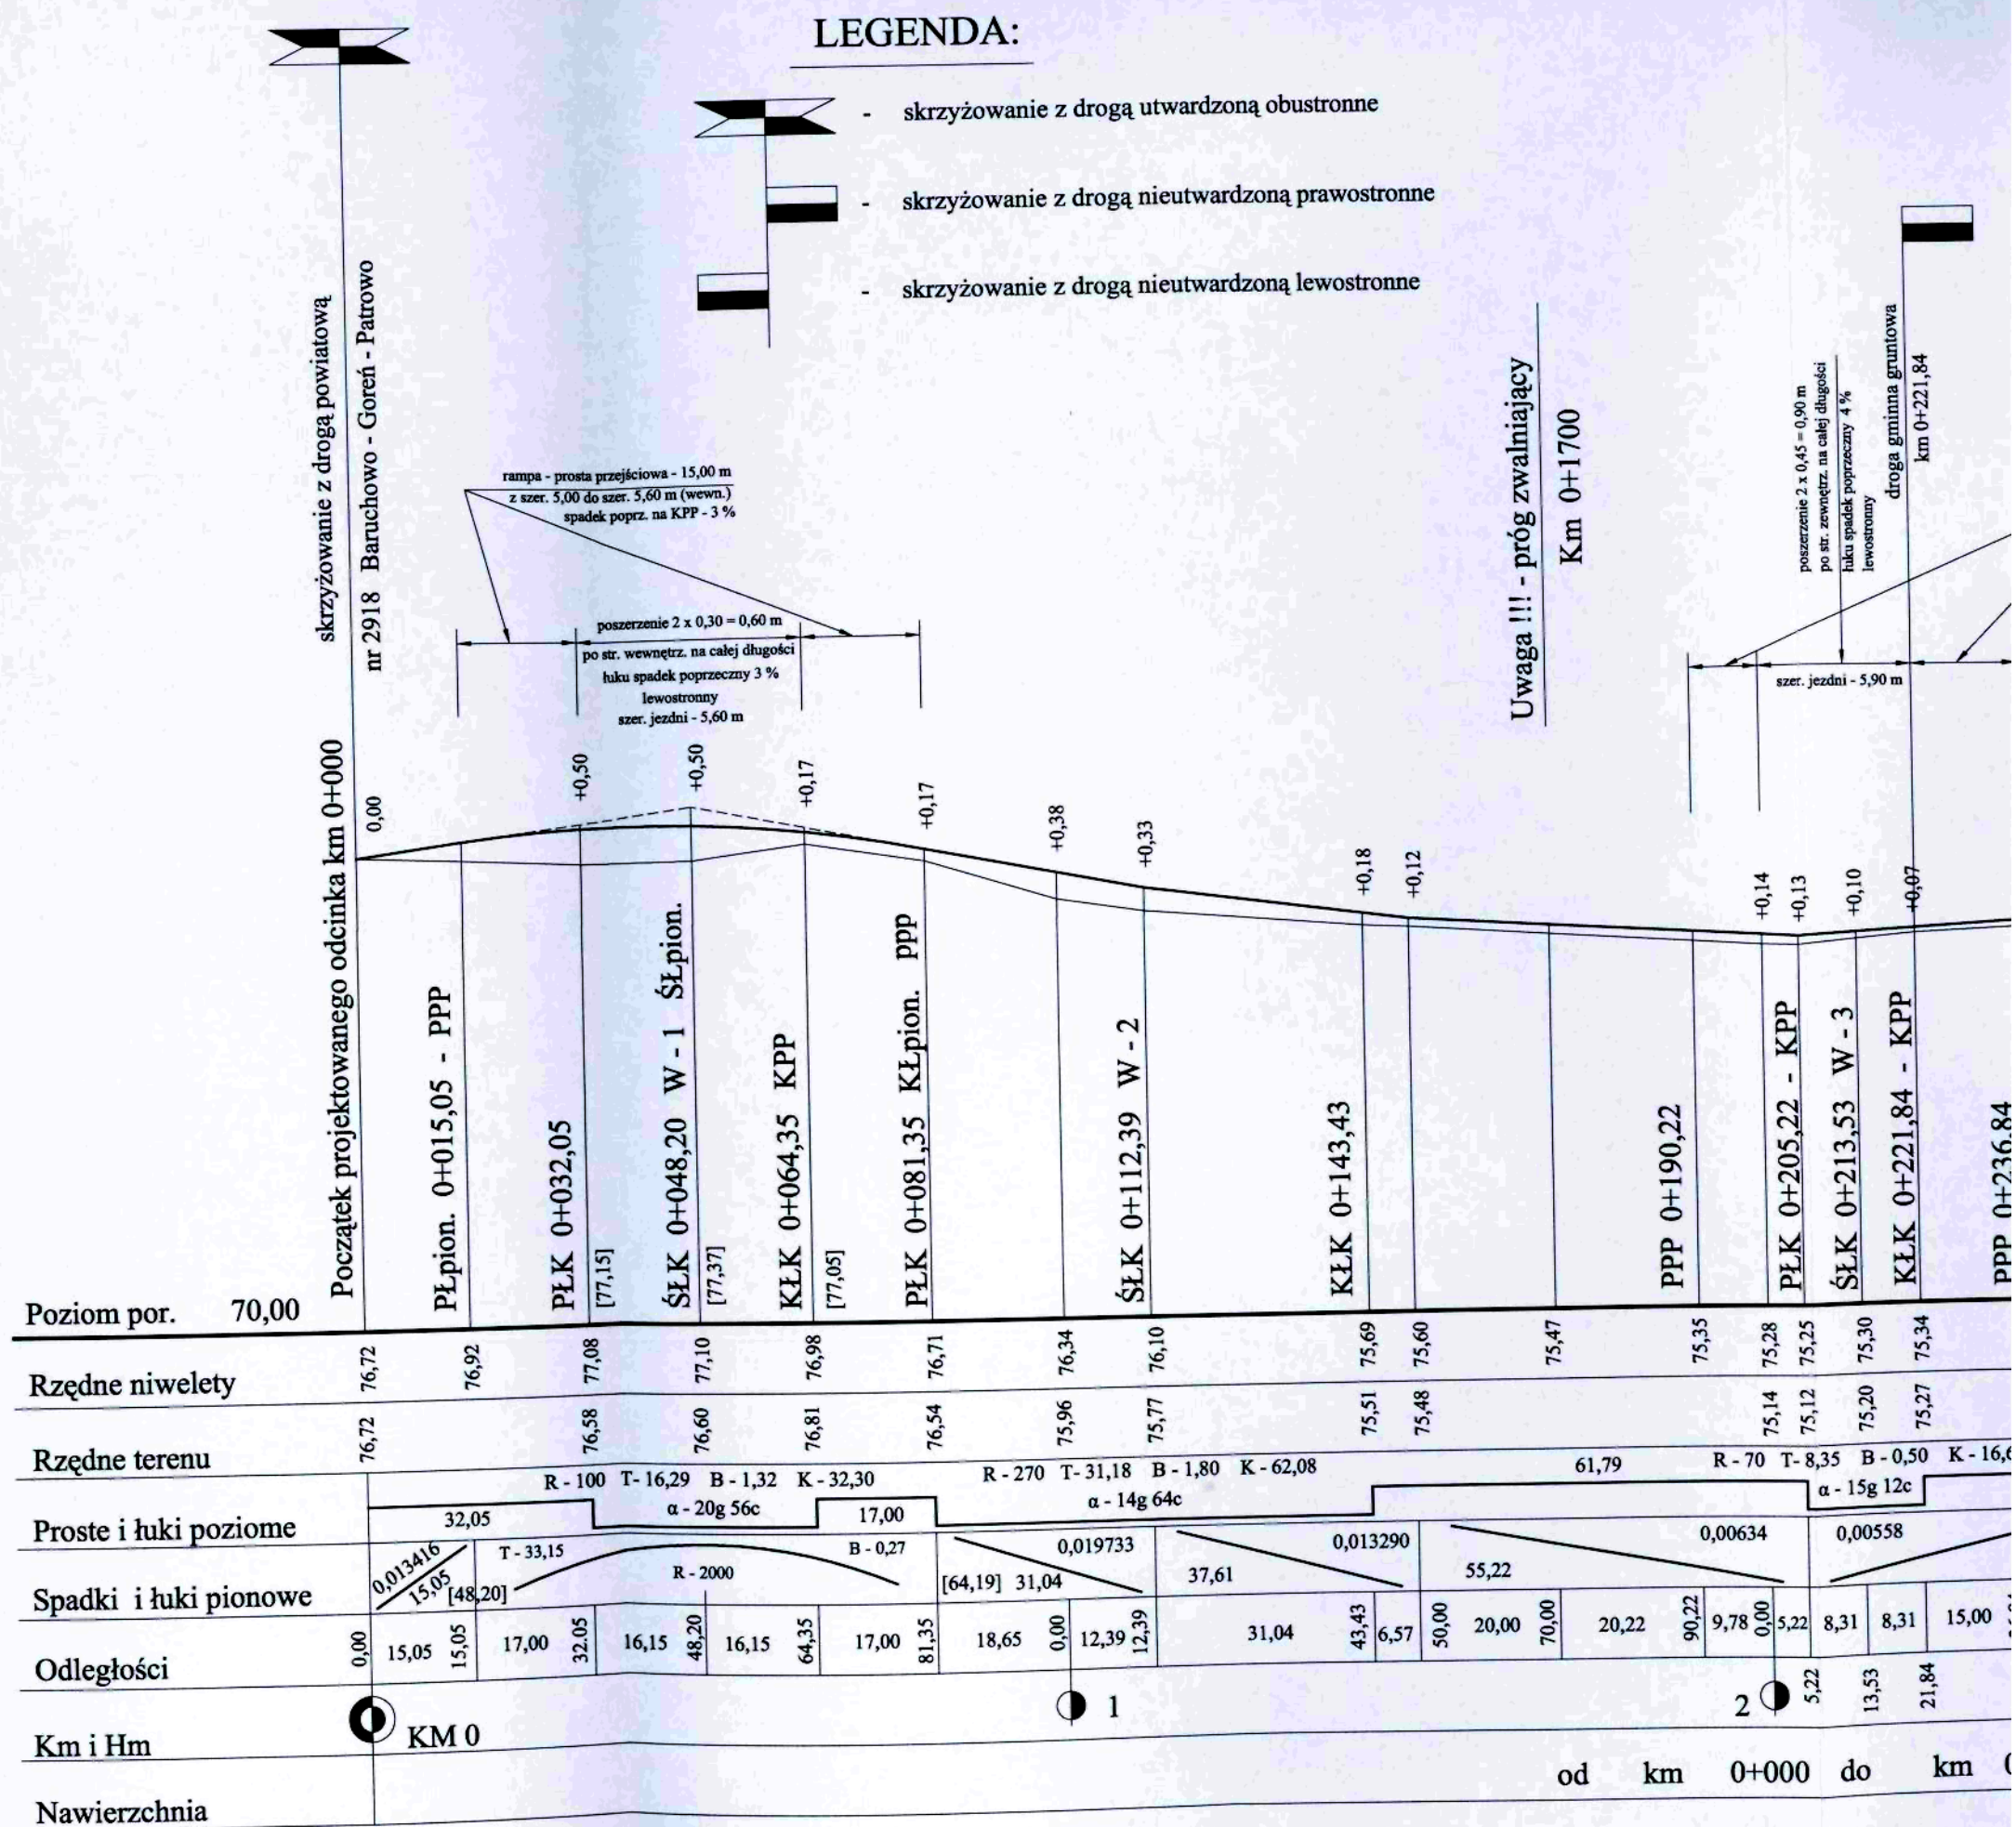 LEGENDA:
- skrzyżowanie z drogą utwardzoną obustronne
- skrzyżowanie z drogą nieutwardzoną prawostronne
- skrzyżowanie z drogą nieutwardzoną lewostronne
skrzyżowanie z drogą powiatową
nr 2918 Baruchowo - Goreń - Patrowo
rampa - prosta przejściowa - 15,00 m
z szer. 5,00 do szer. 5,60 m (wewn.)
spadek poprz. na KPP - 3 %
poszerzenie 2 x 0,30 = 0,60 m
po str. wewnętrz. na całej długości
łuku spadek poprzeczny 3 %
lewostronny
szer. jezdni - 5,60 m
Uwaga !!! - próg zwalniający
Km 0+1700
poszerzenie 2 x 0,45 = 0,90 m
po str. zewnętrz. na całej długości
łuku spadek poprzeczny 4 %
lewostronny
droga gminna gruntowa
km 0+221,84
szer. jezdni - 5,90 m
0,00 +0,50 +0,50 +0,17 +0,17 +0,38 +0,33 +0,18 +0,12 +0,14 +0,13 +0,10 +0,07
Początek projektowanego odcinka km 0+000
PŁpion. 0+015,05 - PPP
PŁK 0+032,05
[77,15]
ŚŁK 0+048,20 W - 1 ŚŁpion.
[77,37]
KŁK 0+064,35 KPP
[77,05]
PŁK 0+081,35 KŁpion. ppp
ŚŁK 0+112,39 W - 2
KŁK 0+143,43
PPP 0+190,22
PŁK 0+205,22 - KPP
ŚŁK 0+213,53 W - 3
KŁK 0+221,84 - KPP
PPP 0+236,84
Poziom por. 70,00
Rzędne niwelety 76,72 76,92 77,08 77,10 76,98 76,71 76,34 76,10 75,69 75,60 75,47 75,35 75,28 75,25 75,30 75,34
Rzędne terenu 76,72 76,58 76,60 76,81 76,54 75,96 75,77 75,51 75,48 75,14 75,12 75,20 75,27
R - 100 T- 16,29 B - 1,32 K - 32,30 R - 270 T- 31,18 B - 1,80 K - 62,08 61,79 R - 70 T- 8,35 B - 0,50 K - 16,6
Proste i łuki poziome 32,05 α - 20g 56c 17,00 α - 14g 64c α - 15g 12c
0,013416 T - 33,15 B - 0,27 0,019733 0,013290 0,00634 0,00558
Spadki i łuki pionowe 15,05 [48,20] R - 2000 [64,19] 31,04 37,61 55,22
Odległości 0,00 15,05 15,05 17,00 32.05 16,15 48,20 16,15 64,35 17,00 81,35 18,65 0,00 12,39 12,39 31,04 43,43 6,57 50,00 20,00 70,00 20,22 90,22 9,78 0,00 5,22 8,31 8,31 15,00
5,22 13,53 21,84
Km i Hm KM 0 1 2
od km 0+000 do km
Nawierzchnia